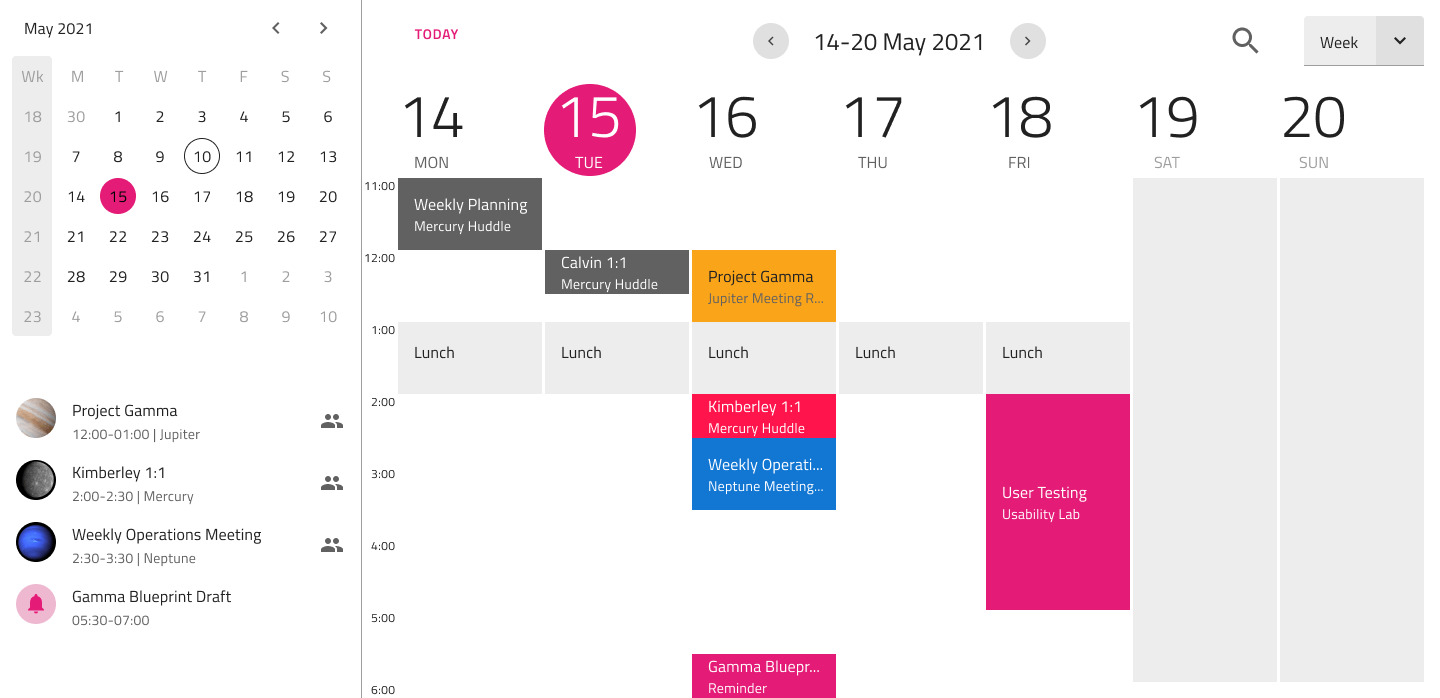 May 2021
Wk M T W T F S S
18 30 1 2 3 4 5 6
19 7 8 9 10 11 12 13
20 14 15 16 17 18 19 20
21 21 22 23 24 25 26 27
22 28 29 30 31 1 2 3
23 4 5 6 7 8 9 10
Project Gamma
12:00-01:00 | Jupiter
Kimberley 1:1
2:00-2:30 | Mercury
Weekly Operations Meeting
2:30-3:30 | Neptune
Gamma Blueprint Draft
05:30-07:00
TODAY
14-20 May 2021
Week
14 15 16 17 18 19 20
MON TUE WED THU FRI SAT SUN
11:00
Weekly Planning
Mercury Huddle
12:00
Calvin 1:1
Mercury Huddle
Project Gamma
Jupiter Meeting R...
1:00
Lunch Lunch Lunch Lunch Lunch
2:00
Kimberley 1:1
Mercury Huddle
3:00
Weekly Operati...
Neptune Meeting...
User Testing
Usability Lab
4:00
5:00
Gamma Bluepr...
Reminder
6:00